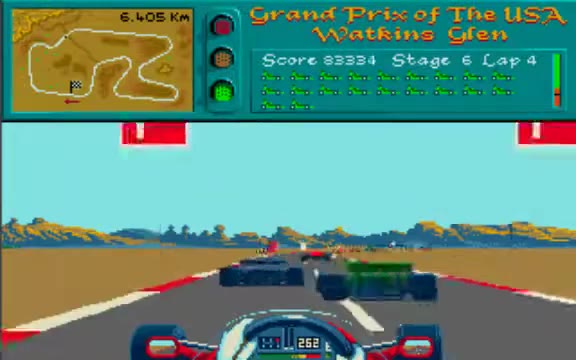 6.405 Km
Grand Prix of The USA
Watkins Glen
Score 83334 Stage 6 Lap 4
252